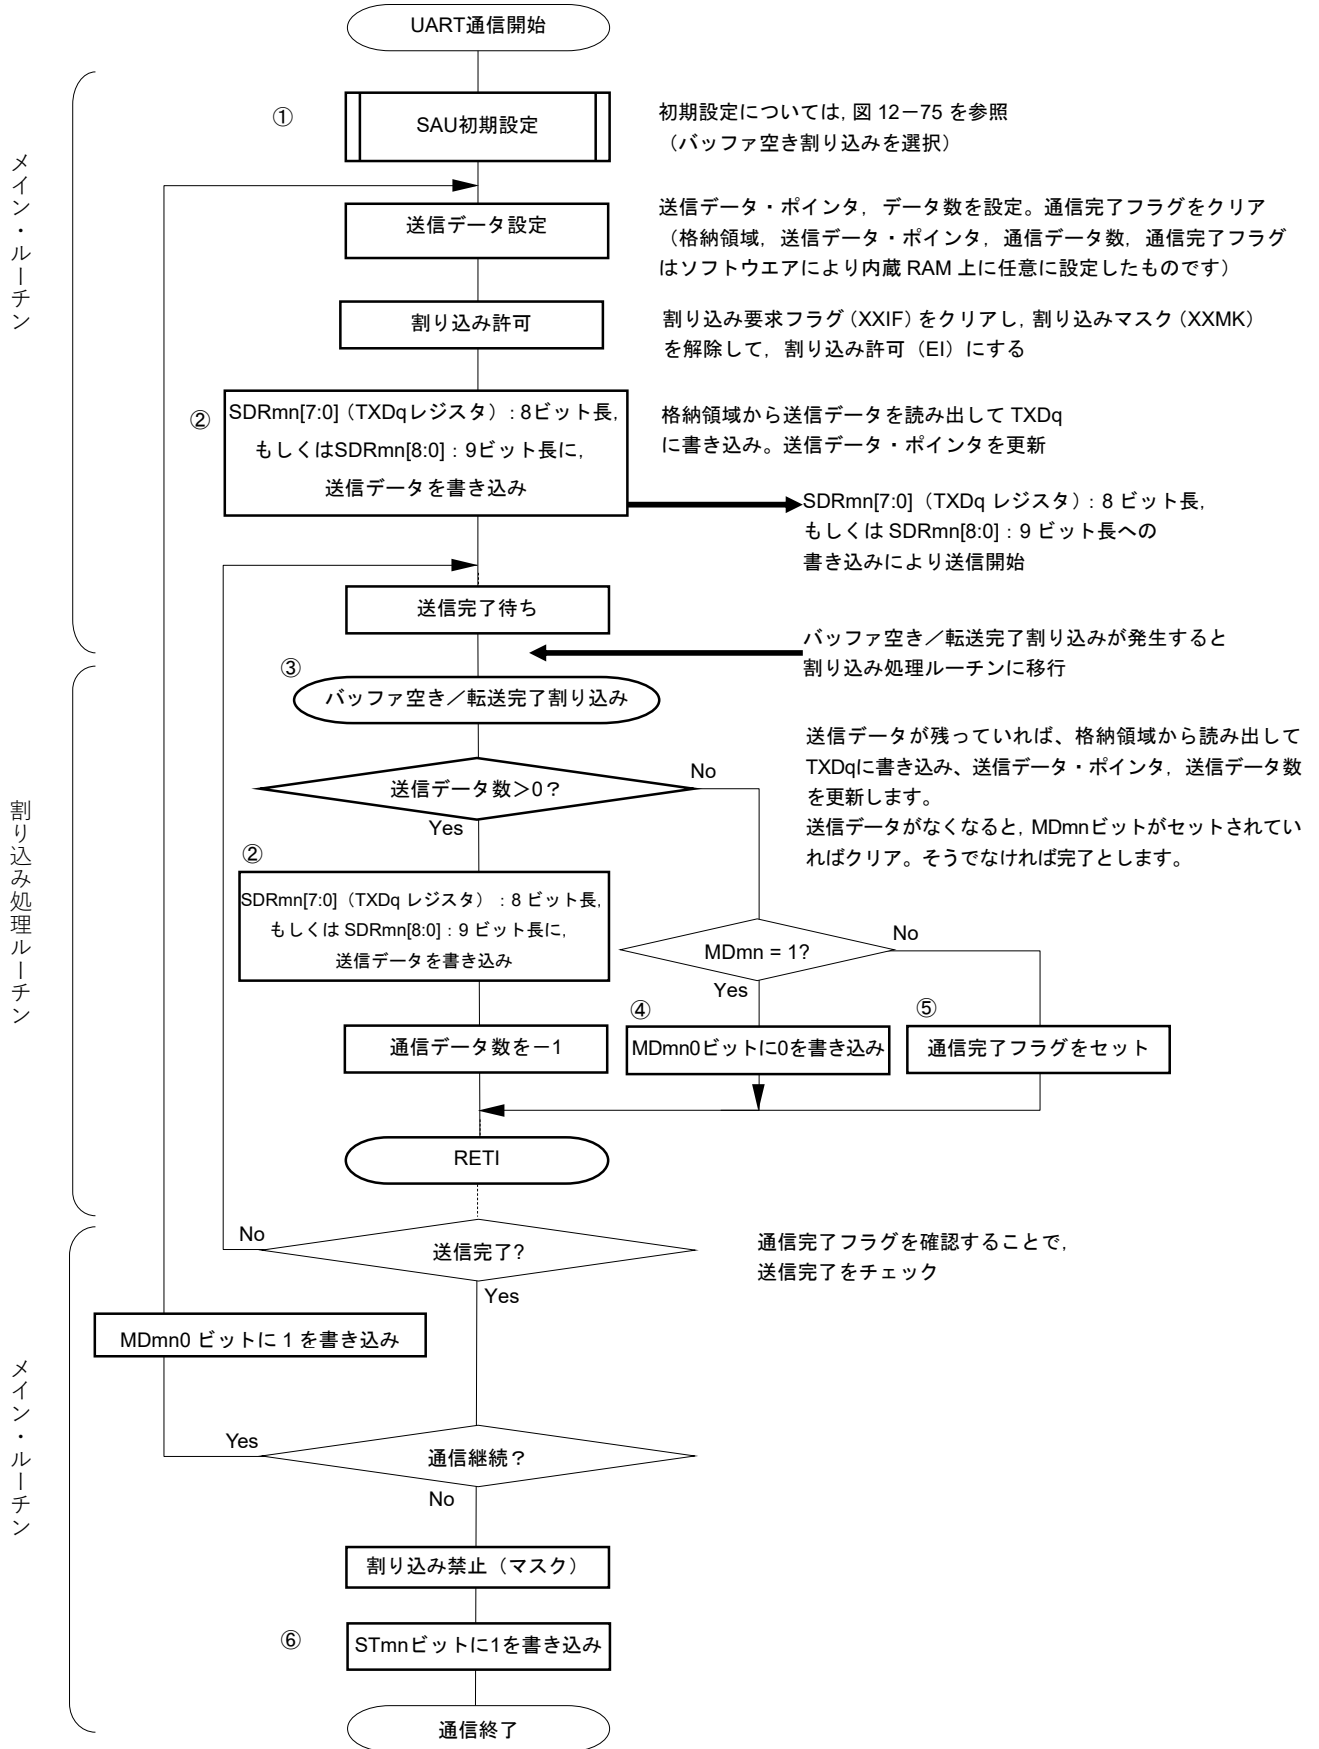 UART通信開始
メイン・ルーチン
①
SAU初期設定
初期設定については, 図 12－75 を参照
（バッファ空き割り込みを選択）
送信データ設定
送信データ・ポインタ, データ数を設定。通信完了フラグをクリア
（格納領域, 送信データ・ポインタ, 通信データ数, 通信完了フラグ
はソフトウエアにより内蔵 RAM 上に任意に設定したものです）
割り込み許可
割り込み要求フラグ（XXIF）をクリアし, 割り込みマスク（XXMK）
を解除して, 割り込み許可（EI）にする
②
SDRmn[7:0]（TXDqレジスタ）: 8ビット長,
もしくはSDRmn[8:0] : 9ビット長に,
送信データを書き込み
格納領域から送信データを読み出して TXDq
に書き込み。送信データ・ポインタを更新
SDRmn[7:0]（TXDq レジスタ）: 8 ビット長,
もしくは SDRmn[8:0] : 9 ビット長への
書き込みにより送信開始
送信完了待ち
バッファ空き／転送完了割り込みが発生すると
割り込み処理ルーチンに移行
割り込み処理ルーチン
③
バッファ空き／転送完了割り込み
送信データが残っていれば、格納領域から読み出して
TXDqに書き込み、送信データ・ポインタ, 送信データ数
を更新します。
送信データがなくなると, MDmnビットがセットされてい
ればクリア。そうでなければ完了とします。
送信データ数＞0？
No
Yes
②
SDRmn[7:0]（TXDq レジスタ） : 8 ビット長,
もしくは SDRmn[8:0] : 9 ビット長に,
送信データを書き込み
MDmn = 1?
No
Yes
通信データ数を－1
④
MDmn0ビットに0を書き込み
⑤
通信完了フラグをセット
RETI
メイン・ルーチン
No
送信完了?
Yes
通信完了フラグを確認することで,
送信完了をチェック
MDmn0 ビットに 1 を書き込み
Yes
通信継続？
No
割り込み禁止（マスク）
⑥
STmnビットに1を書き込み
通信終了